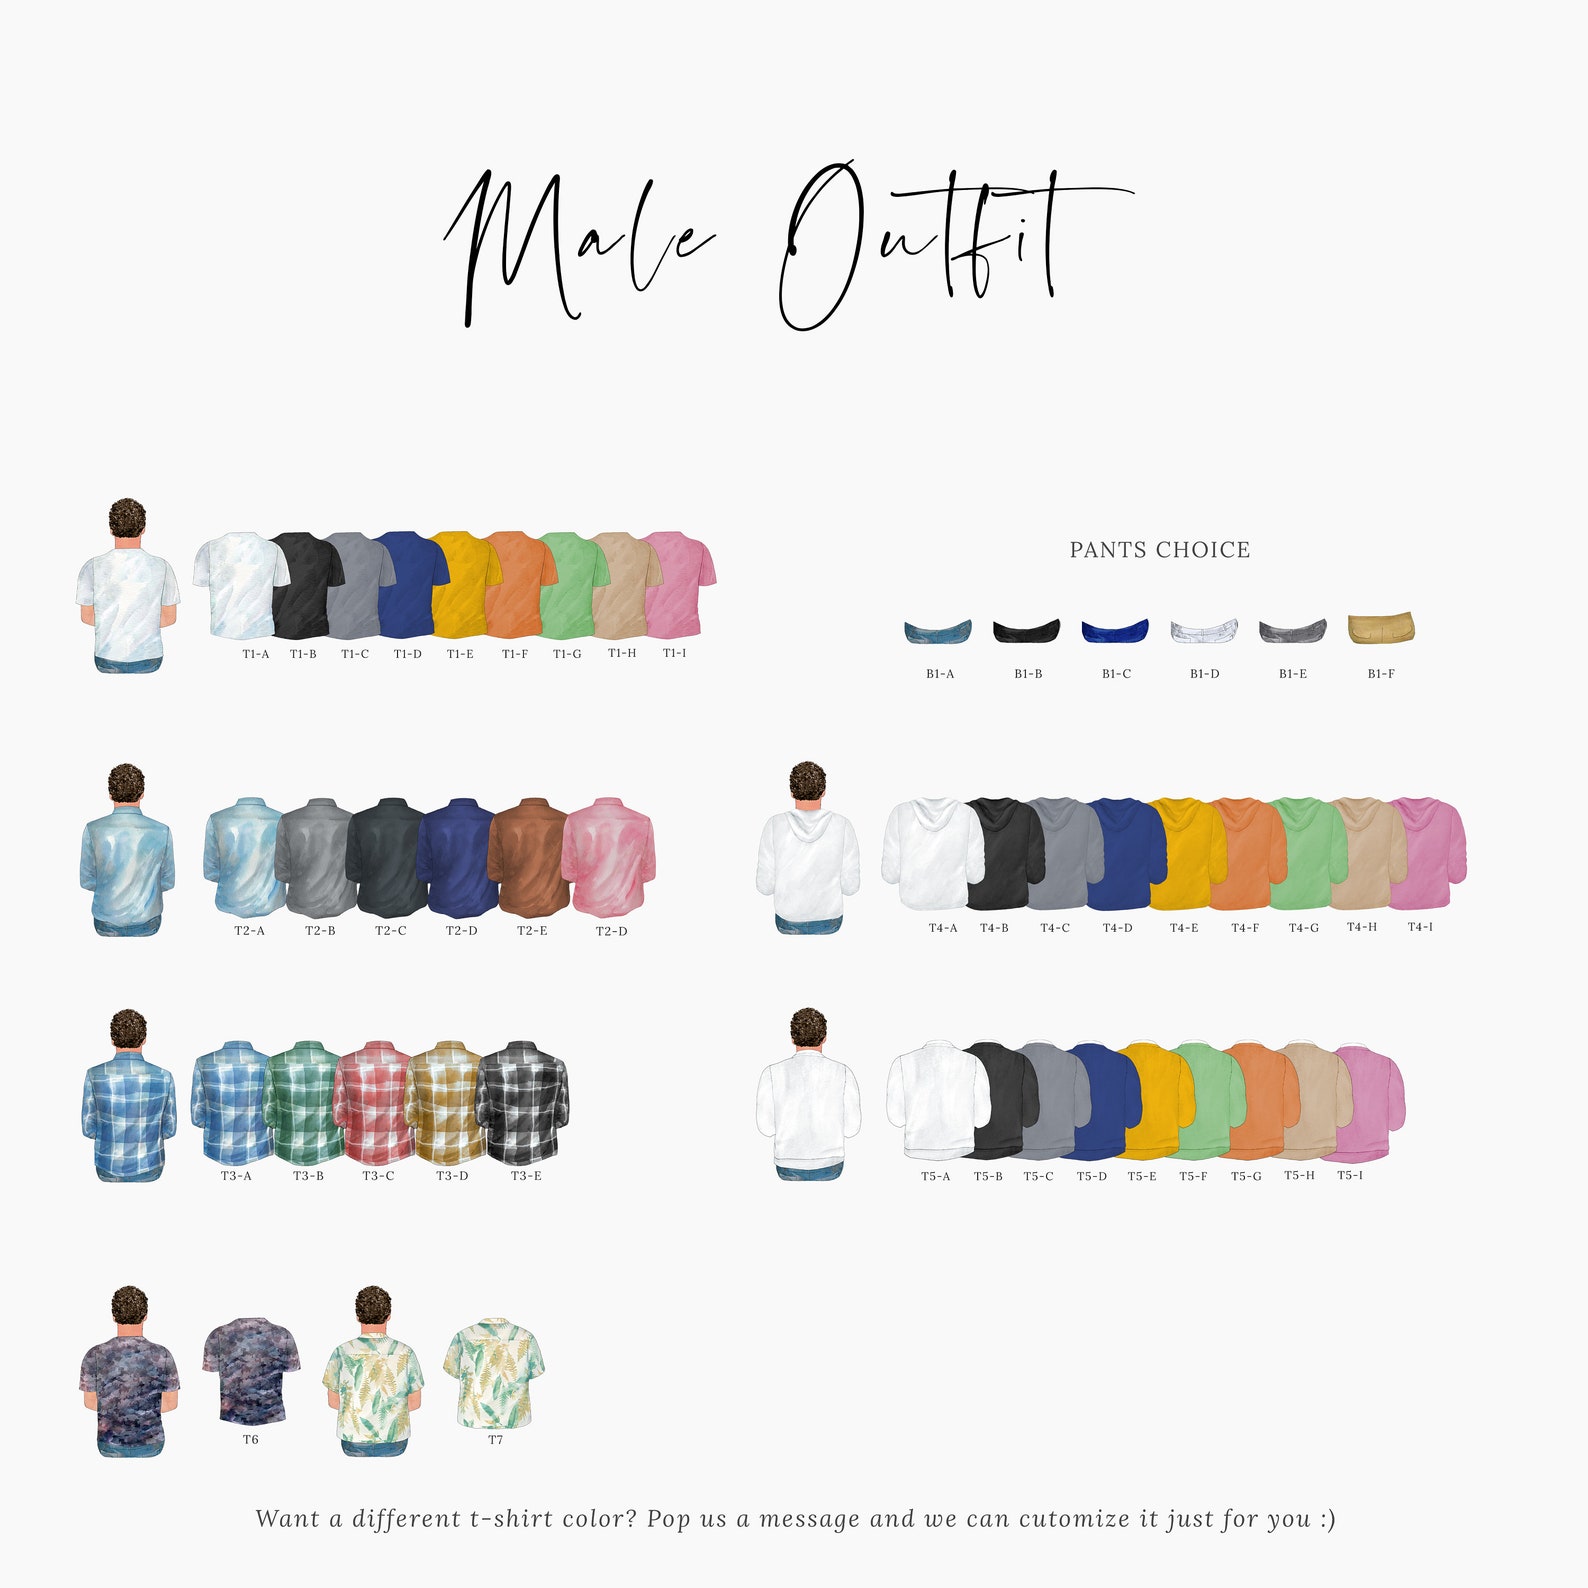 Male Outfit
T1-A T1-B T1-C T1-D T1-E T1-F T1-G T1-H T1-I
PANTS CHOICE
B1-A B1-B B1-C B1-D B1-E B1-F
T2-A T2-B T2-C T2-D T2-E T2-D
T4-A T4-B T4-C T4-D T4-E T4-F T4-G T4-H T4-I
T3-A T3-B T3-C T3-D T3-E
T5-A T5-B T5-C T5-D T5-E T5-F T5-G T5-H T5-I
T6 T7
Want a different t-shirt color? Pop us a message and we can cutomize it just for you :)